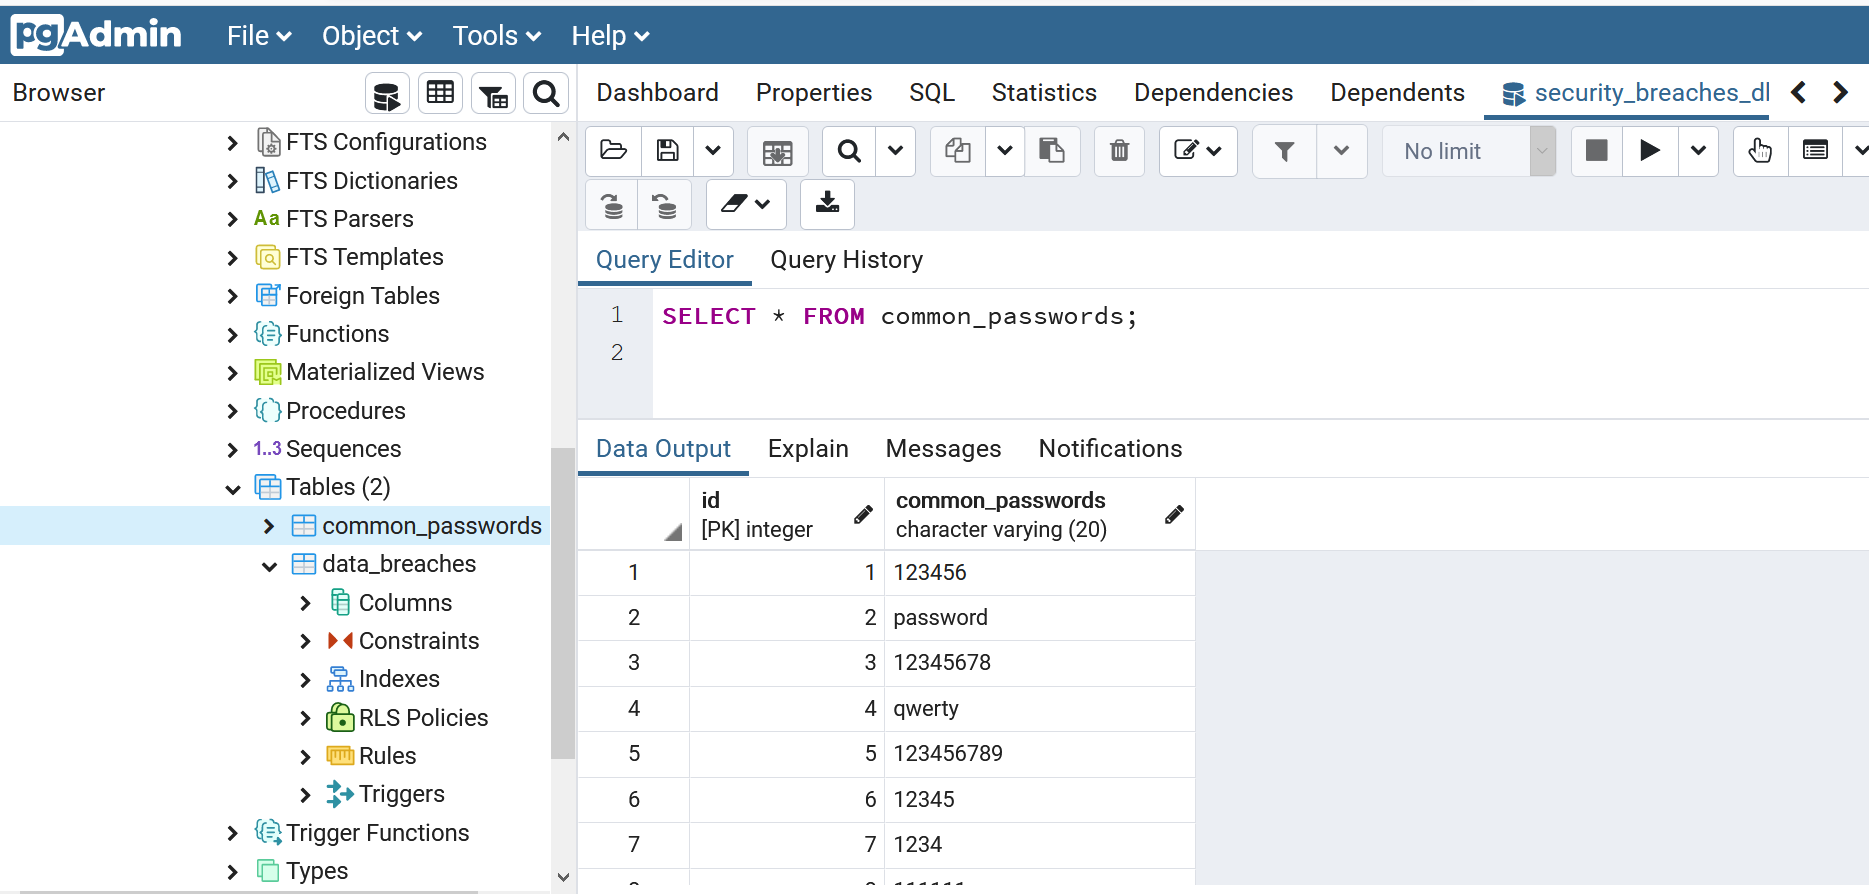 pgAdmin File Object Tools Help
Browser
Dashboard Properties SQL Statistics Dependencies Dependents security_breaches_d
No limit
FTS Configurations
FTS Dictionaries
Aa FTS Parsers
FTS Templates
Foreign Tables
Functions
Materialized Views
Procedures
1..3 Sequences
Tables (2)
common_passwords
data_breaches
Columns
Constraints
Indexes
RLS Policies
Rules
Triggers
Trigger Functions
Types
Query Editor Query History
1 SELECT * FROM common_passwords;
2
Data Output Explain Messages Notifications
id common_passwords
[PK] integer character varying (20)
1 1 123456
2 2 password
3 3 12345678
4 4 qwerty
5 5 123456789
6 6 12345
7 7 1234